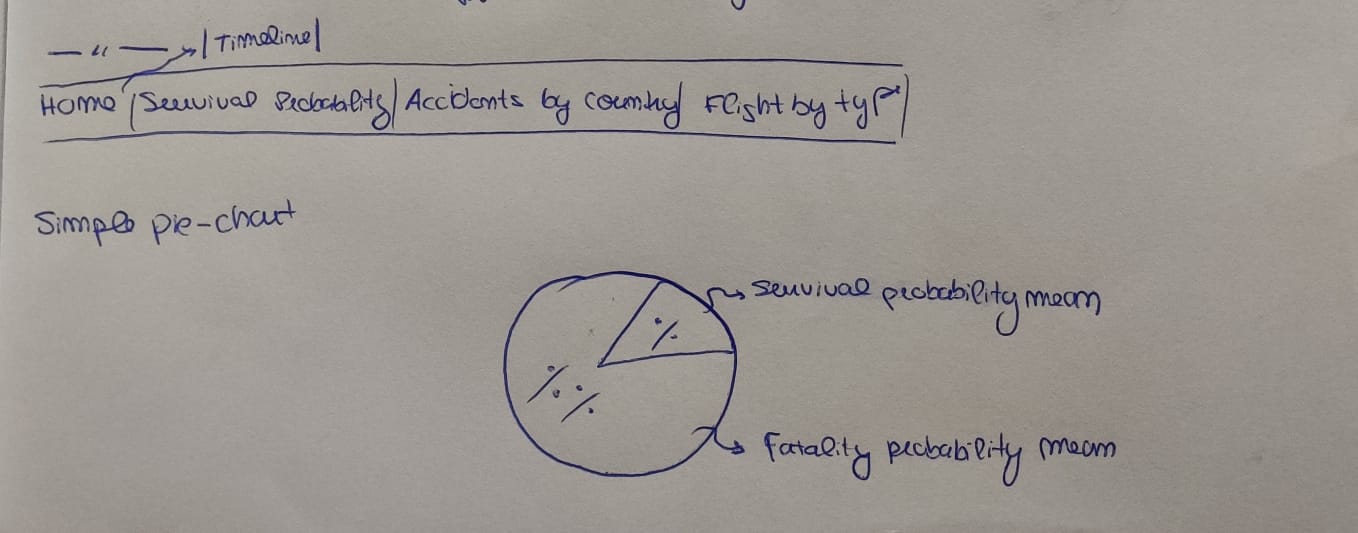 — " — |Timeline|
Home | Survival Probability | Accidents by country | Flight by type |
Simple pie-chart
Survival probability mean
%
%%
Fatality probability mean